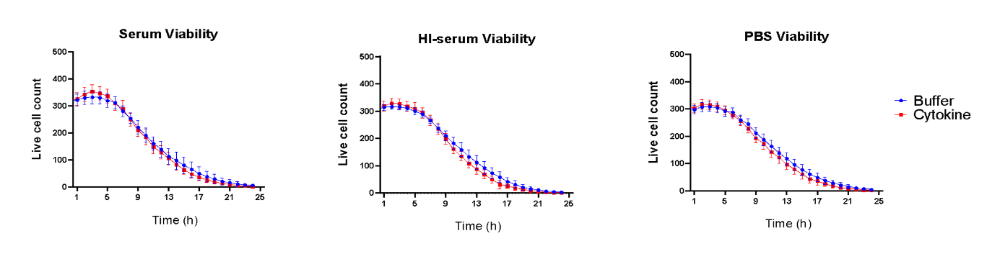 Serum Viability
500
400
300
200
100
0
1 5 9 13 17 21 25
Live cell count
Time (h)
HI-serum Viability
500
400
300
200
100
0
1 5 9 13 17 21 25
Live cell count
Time (h)
PBS Viability
500
400
300
200
100
0
1 5 9 13 17 21 25
Live cell count
Time (h)
Buffer
Cytokine